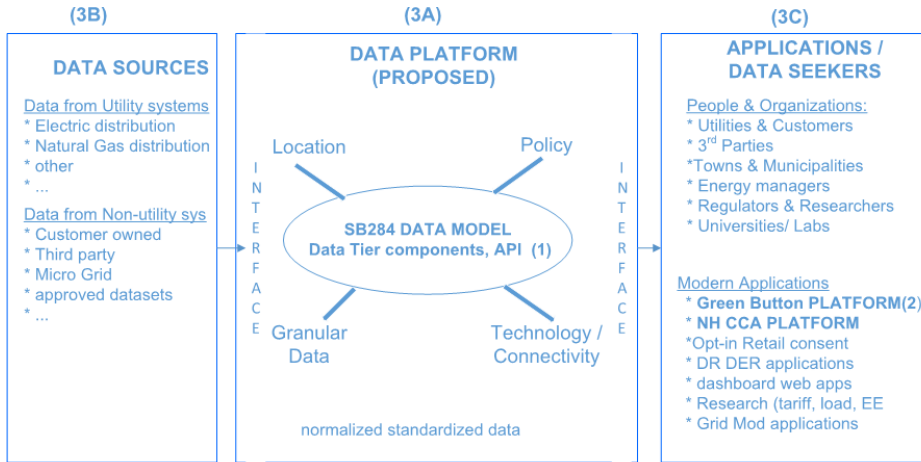 (3B)
DATA SOURCES
Data from Utility systems
* Electric distribution
* Natural Gas distribution
* other
* ...
Data from Non-utility sys
* Customer owned
* Third party
* Micro Grid
* approved datasets
* ...
(3A)
DATA PLATFORM
(PROPOSED)
INTERFACE
Location
Policy
SB284 DATA MODEL
Data Tier components, API (1)
Granular
Data
Technology /
Connectivity
normalized standardized data
INTERFACE
(3C)
APPLICATIONS /
DATA SEEKERS
People & Organizations:
* Utilities & Customers
* 3rd Parties
*Towns & Municipalities
* Energy managers
* Regulators & Researchers
* Universities/ Labs
Modern Applications
* Green Button PLATFORM(2)
* NH CCA PLATFORM
*Opt-in Retail consent
* DR DER applications
* dashboard web apps
* Research (tariff, load, EE
* Grid Mod applications